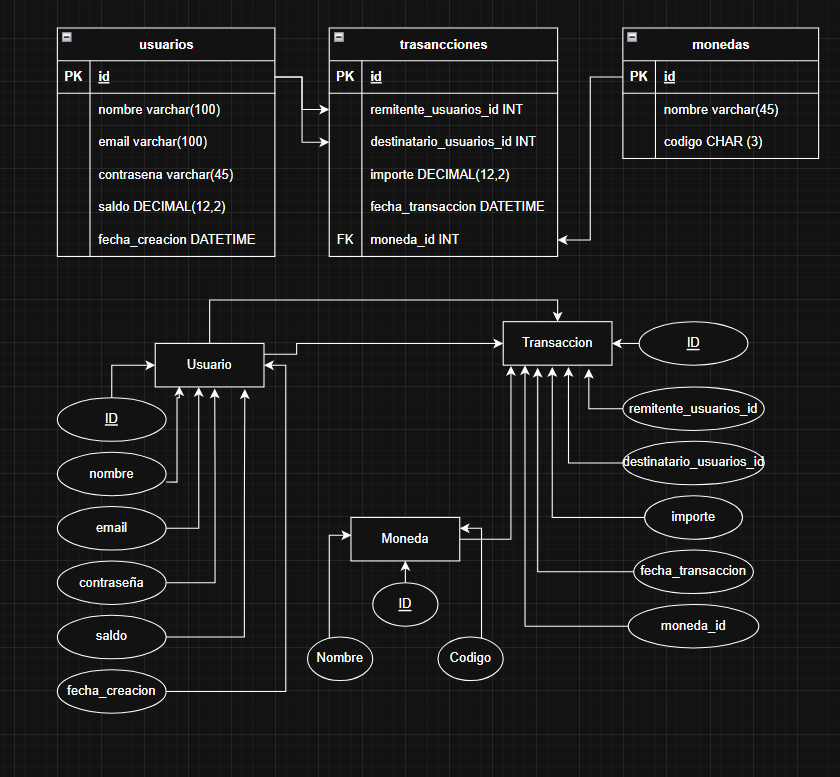 usuarios
PK id
nombre varchar(100)
email varchar(100)
contrasena varchar(45)
saldo DECIMAL(12,2)
fecha_creacion DATETIME
trasancciones
PK id
remitente_usuarios_id INT
destinatario_usuarios_id INT
importe DECIMAL(12,2)
fecha_transaccion DATETIME
FK moneda_id INT
monedas
PK id
nombre varchar(45)
codigo CHAR (3)
Usuario
ID
nombre
email
contraseña
saldo
fecha_creacion
Moneda
ID
Nombre
Codigo
Transaccion
ID
remitente_usuarios_id
destinatario_usuarios_id
importe
fecha_transaccion
moneda_id